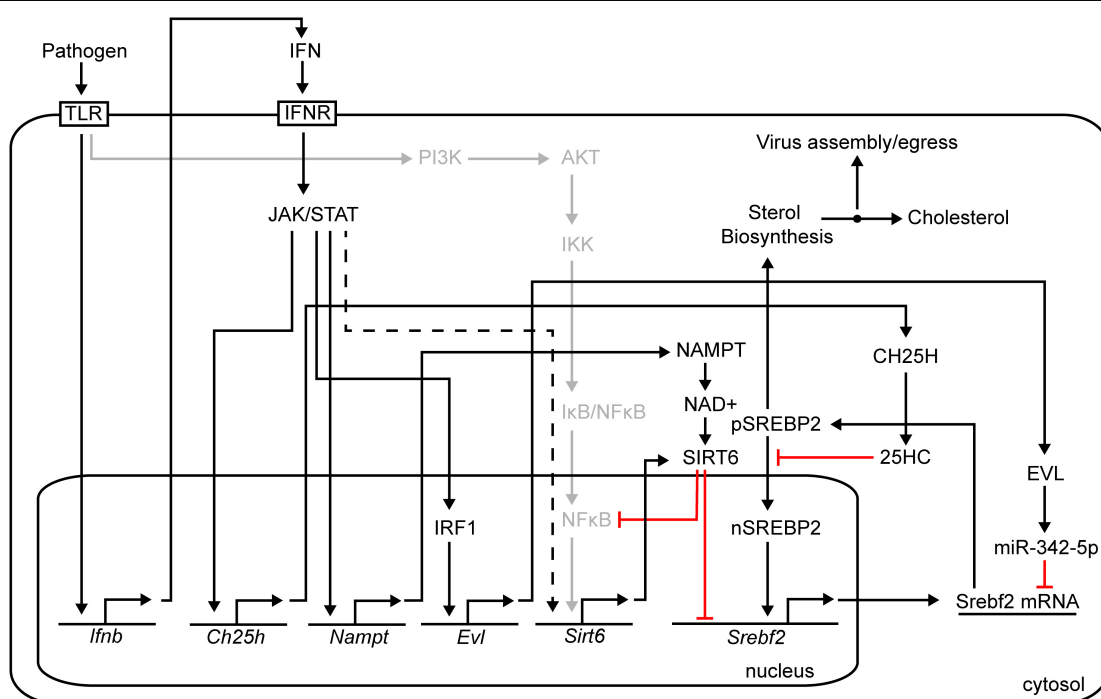 Pathogen
IFN
TLR
IFNR
PI3K
AKT
Virus assembly/egress
JAK/STAT
Sterol
Biosynthesis
Cholesterol
IKK
NAMPT
CH25H
NAD+
IκB/NFκB
pSREBP2
SIRT6
25HC
EVL
IRF1
NFκB
nSREBP2
miR-342-5p
Srebf2 mRNA
Ifnb
Ch25h
Nampt
Evl
Sirt6
Srebf2
nucleus
cytosol